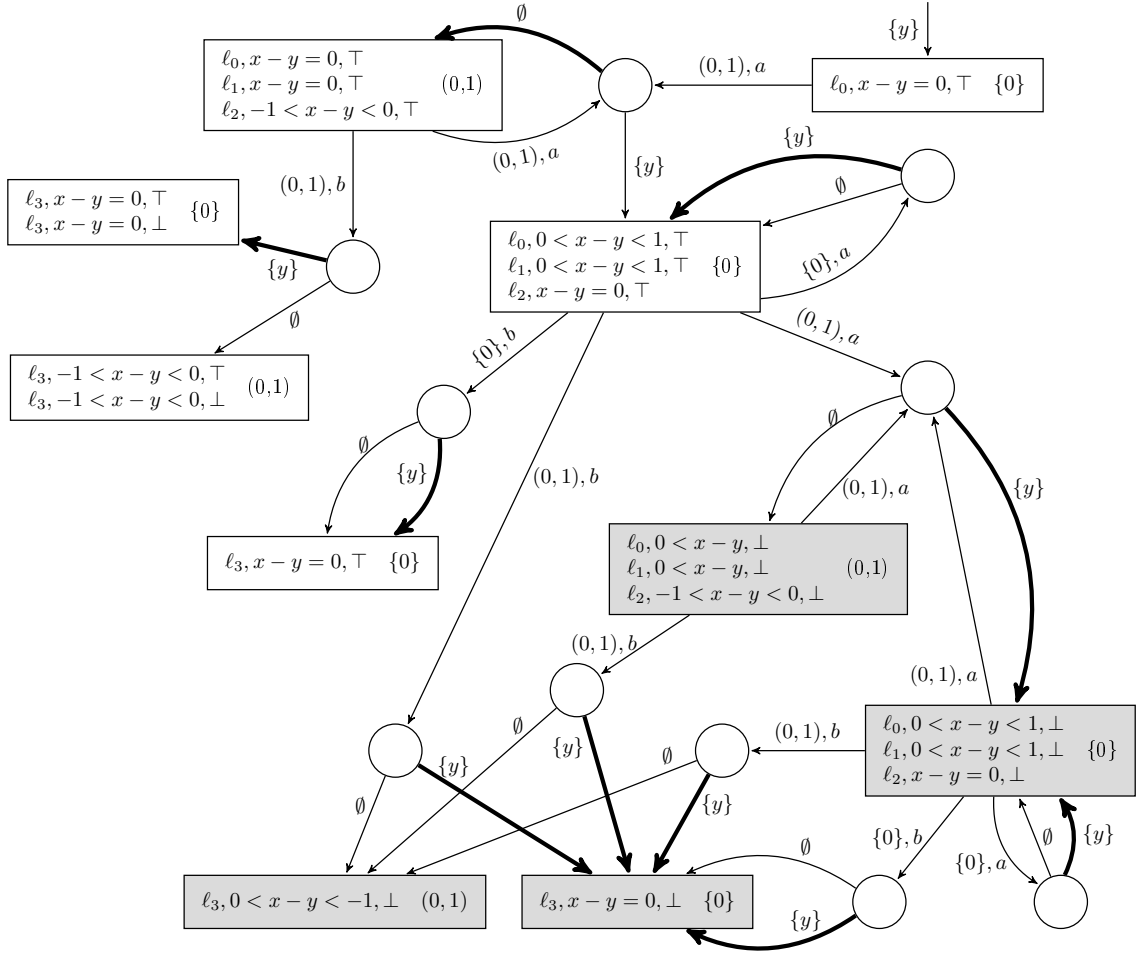 ∅
{y}
ℓ₀, x − y = 0, ⊤
ℓ₁, x − y = 0, ⊤ (0,1)
ℓ₂, −1 < x − y < 0, ⊤
(0, 1), a
ℓ₀, x − y = 0, ⊤ {0}
(0, 1), a
{y}
{y}
(0, 1), b
ℓ₃, x − y = 0, ⊤
ℓ₃, x − y = 0, ⊥
{0}
∅
{y}
∅
ℓ₀, 0 < x − y < 1, ⊤
ℓ₁, 0 < x − y < 1, ⊤ {0}
ℓ₂, x − y = 0, ⊤
{0}, a
ℓ₃, −1 < x − y < 0, ⊤
ℓ₃, −1 < x − y < 0, ⊥
(0,1)
{0}, b
(0, 1), a
∅
{y}
∅
(0, 1), b
(0, 1), a
{y}
ℓ₃, x − y = 0, ⊤ {0}
ℓ₀, 0 < x − y, ⊥
ℓ₁, 0 < x − y, ⊥ (0,1)
ℓ₂, −1 < x − y < 0, ⊥
(0, 1), b
(0, 1), a
∅
{y}
{y}
∅
(0, 1), b
ℓ₀, 0 < x − y < 1, ⊥
ℓ₁, 0 < x − y < 1, ⊥ {0}
ℓ₂, x − y = 0, ⊥
∅
{y}
∅
{0}, b
{0}, a
∅
{y}
ℓ₃, 0 < x − y < −1, ⊥ (0, 1)
ℓ₃, x − y = 0, ⊥ {0}
{y}